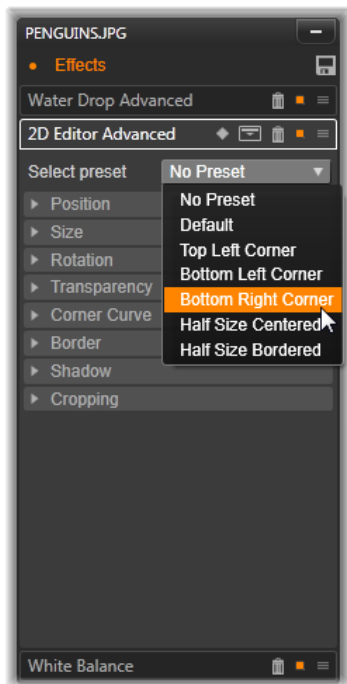 PENGUINS.JPG
Effects
Water Drop Advanced
2D Editor Advanced
Select preset No Preset
No Preset
Default
Top Left Corner
Bottom Left Corner
Bottom Right Corner
Half Size Centered
Half Size Bordered
Position
Size
Rotation
Transparency
Corner Curve
Border
Shadow
Cropping
White Balance